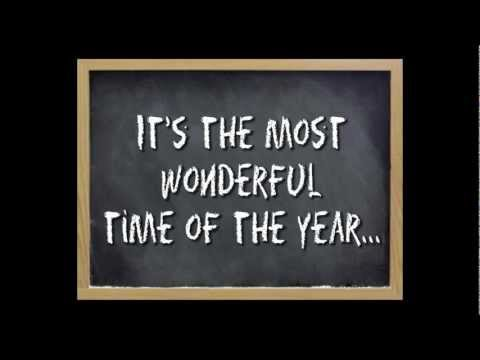 IT'S THE MOST
WONDERFUL
TIME OF THE YEAR...